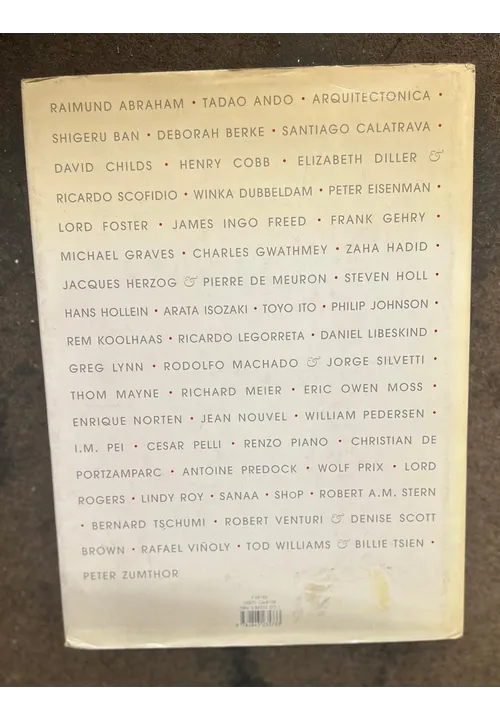 RAIMUND ABRAHAM • TADAO ANDO • ARQUITECTONICA •
SHIGERU BAN • DEBORAH BERKE • SANTIAGO CALATRAVA •
DAVID CHILDS • HENRY COBB • ELIZABETH DILLER &
RICARDO SCOFIDIO • WINKA DUBBELDAM • PETER EISENMAN •
LORD FOSTER • JAMES INGO FREED • FRANK GEHRY •
MICHAEL GRAVES • CHARLES GWATHMEY • ZAHA HADID •
JACQUES HERZOG & PIERRE DE MEURON • STEVEN HOLL •
HANS HOLLEIN • ARATA ISOZAKI • TOYO ITO • PHILIP JOHNSON •
REM KOOLHAAS • RICARDO LEGORRETA • DANIEL LIBESKIND •
GREG LYNN • RODOLFO MACHADO & JORGE SILVETTI •
THOM MAYNE • RICHARD MEIER • ERIC OWEN MOSS •
ENRIQUE NORTEN • JEAN NOUVEL • WILLIAM PEDERSEN •
I.M. PEI • CESAR PELLI • RENZO PIANO • CHRISTIAN DE
PORTZAMPARC • ANTOINE PREDOCK • WOLF PRIX • LORD
ROGERS • LINDY ROY • SANAA • SHoP • ROBERT A.M. STERN
• BERNARD TSCHUMI • ROBERT VENTURI & DENISE SCOTT
BROWN • RAFAEL VIÑOLY • TOD WILLIAMS & BILLIE TSIEN •
PETER ZUMTHOR